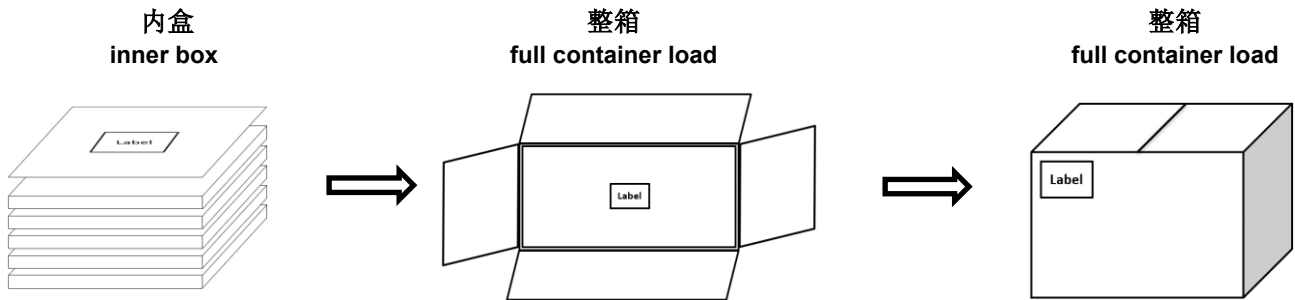 内盒
inner box
整箱
full container load
整箱
full container load
Label
Label
Label